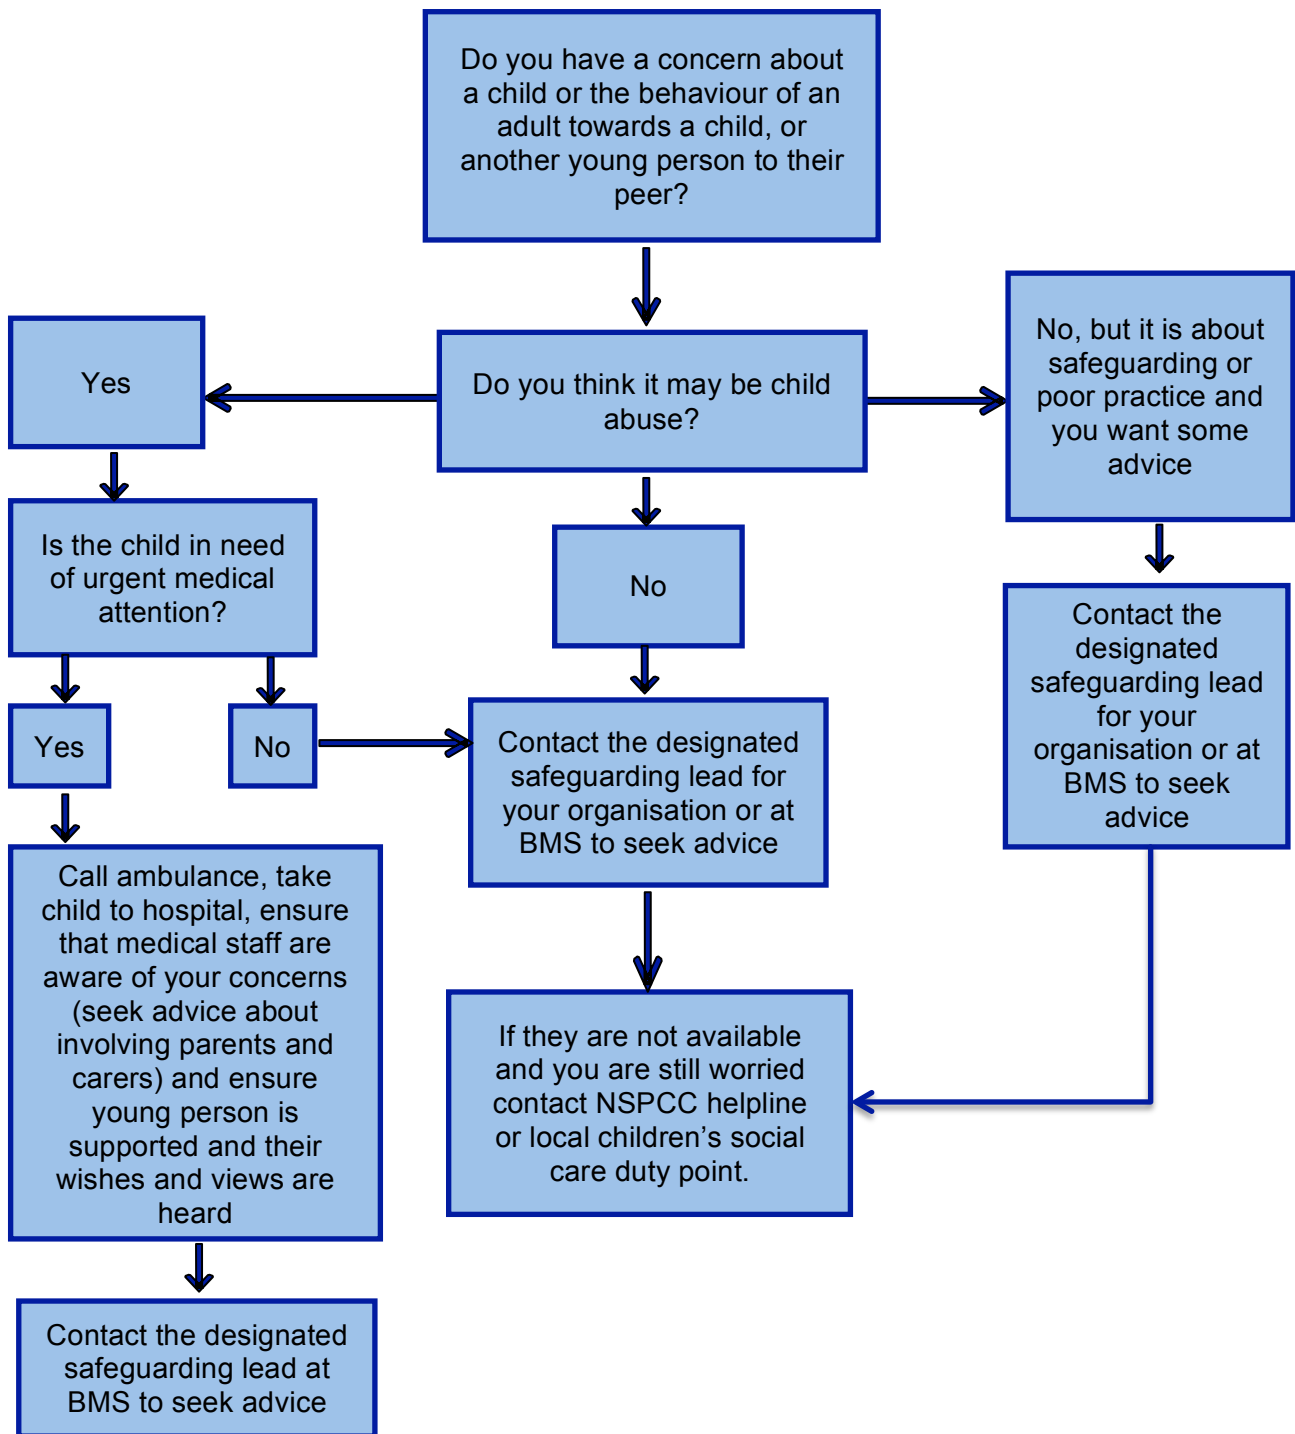 Do you have a concern about
a child or the behaviour of an
adult towards a child, or
another young person to their
peer?
Do you think it may be child
abuse?
Yes
Is the child in need
of urgent medical
attention?
Yes
No
Call ambulance, take
child to hospital, ensure
that medical staff are
aware of your concerns
(seek advice about
involving parents and
carers) and ensure
young person is
supported and their
wishes and views are
heard
Contact the designated
safeguarding lead at
BMS to seek advice
No
Contact the designated
safeguarding lead for
your organisation or at
BMS to seek advice
If they are not available
and you are still worried
contact NSPCC helpline
or local children’s social
care duty point.
No, but it is about
safeguarding or
poor practice and
you want some
advice
Contact the
designated
safeguarding lead
for your
organisation or at
BMS to seek
advice